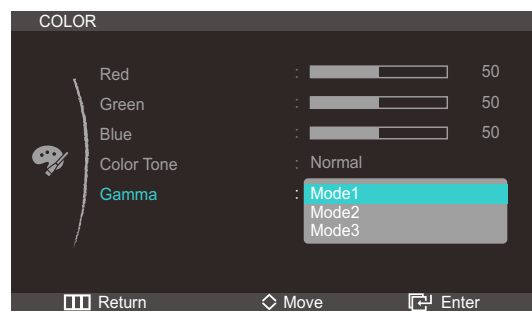 COLOR
Red : 50
Green : 50
Blue : 50
Color Tone : Normal
Gamma : Mode1
Mode2
Mode3
Return Move Enter